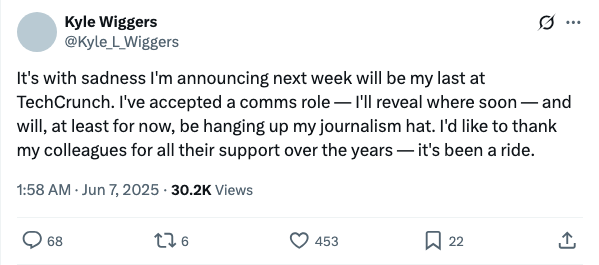 Kyle Wiggers
@Kyle_L_Wiggers
It's with sadness I'm announcing next week will be my last at
TechCrunch. I've accepted a comms role — I'll reveal where soon — and
will, at least for now, be hanging up my journalism hat. I'd like to thank
my colleagues for all their support over the years — it's been a ride.
1:58 AM · Jun 7, 2025 · 30.2K Views
68 6 453 22